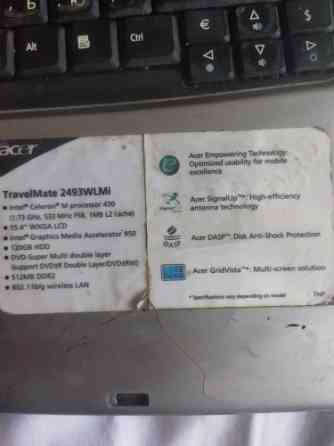 Ь
€
$
Alt
Ctrl
acer
TravelMate 2493WLMi
Intel® Celeron® M processor 430
(1.73 GHz, 533 MHz FSB, 1MB L2 cache)
15.4" WXGA LCD
Intel® Graphics Media Accelerator 950
120GB HDD
DVD-Super Multi double layer
Support DVD±R Double Layer/DVD±RW)
512MB DDR2
802.11b/g wireless LAN
Acer Empowering Technology:
Optimized usability for mobile
excellence
Acer SignalUp™*: High-efficiency
antenna technology
DASP
Acer DASP™: Disk Anti-Shock Protection
Acer GridVista™*: Multi-screen solution
* Specifications vary depending on model